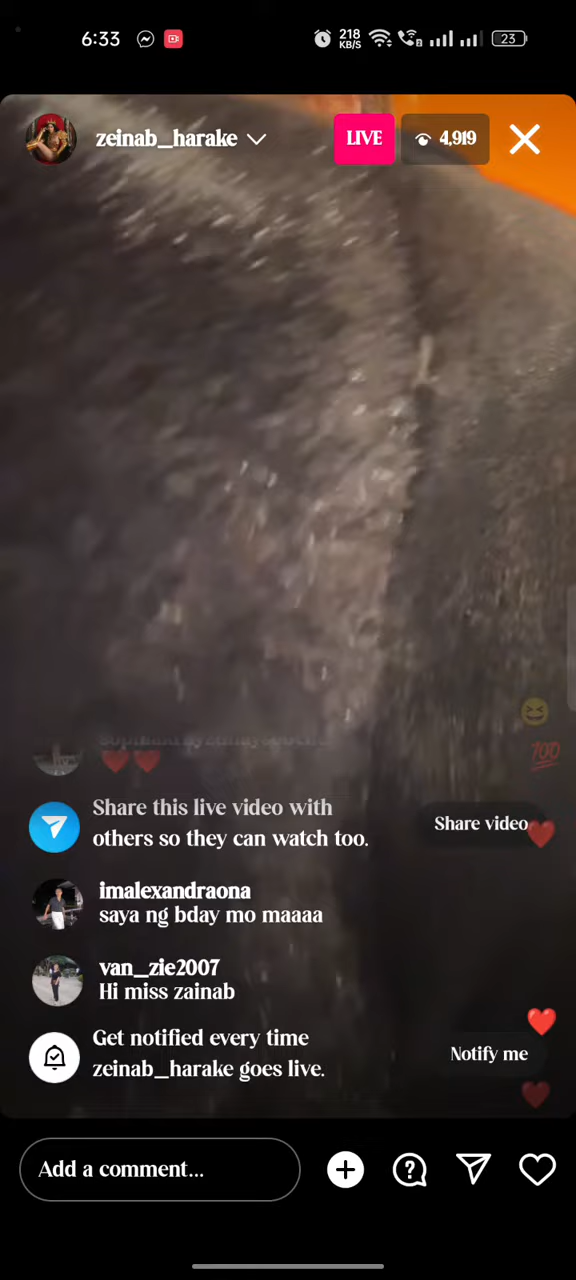 6:33
218
KB/S
2
23
zeinab_harake
LIVE
4,919
Share this live video with
others so they can watch too.
Share video
imalexandraona
saya ng bday mo maaaa
van_zie2007
Hi miss zainab
Get notified every time
zeinab_harake goes live.
Notify me
100
Add a comment...